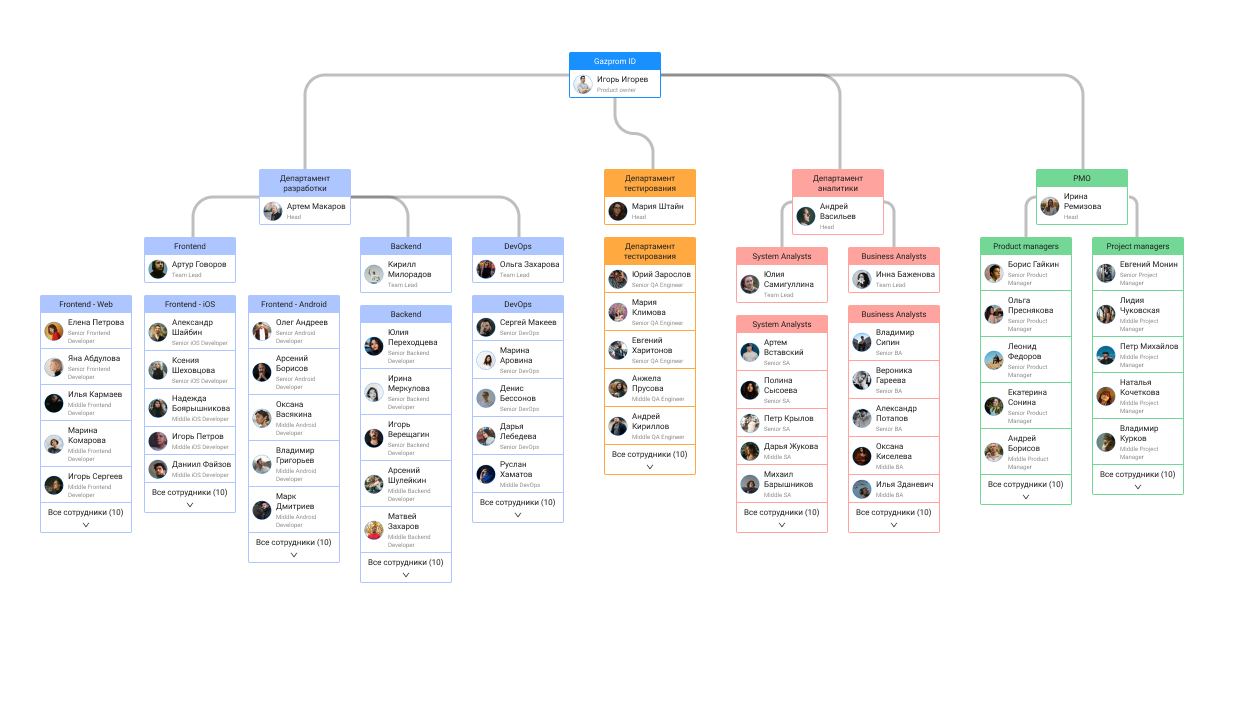 Gazprom ID
Игорь Игорев
Product owner
Департамент
разработки
Артем Макаров
Head
Департамент
тестирования
Мария Штайн
Head
Департамент
аналитики
Андрей
Васильев
Head
PMO
Ирина
Ремизова
Head
Frontend
Артур Говоров
Team Lead
Backend
Кирилл
Милорадов
Team Lead
DevOps
Ольга Захарова
Team Lead
Frontend - Web
Елена Петрова
Senior Frontend
Developer
Яна Абдулова
Senior Frontend
Developer
Илья Кармаев
Middle Frontend
Developer
Марина
Комарова
Middle Frontend
Developer
Игорь Сергеев
Middle Frontend
Developer
Все сотрудники (10)
Frontend - iOS
Александр
Шайбин
Senior iOS Developer
Ксения
Шеховцова
Senior iOS Developer
Надежда
Боярышникова
Middle iOS Developer
Игорь Петров
Middle iOS Developer
Даниил Файзов
Middle iOS Developer
Все сотрудники (10)
Frontend - Android
Олег Андреев
Senior Android
Developer
Арсений
Борисов
Senior Android
Developer
Оксана
Васякина
Middle Android
Developer
Владимир
Григорьев
Middle Android
Developer
Марк
Дмитриев
Middle Android
Developer
Все сотрудники (10)
Backend
Юлия
Переходцева
Senior Backend
Developer
Ирина
Меркулова
Senior Backend
Developer
Игорь
Верещагин
Senior Backend
Developer
Арсений
Шулейкин
Middle Backend
Developer
Матвей
Захаров
Middle Backend
Developer
Все сотрудники (10)
DevOps
Сергей Макеев
Senior DevOps
Марина
Аровина
Senior DevOps
Денис
Бессонов
Senior DevOps
Дарья
Лебедева
Senior DevOps
Руслан
Хаматов
Middle DevOps
Все сотрудники (10)
Департамент
тестирования
Юрий Зарослов
Senior QA Engineer
Мария
Климова
Senior QA Engineer
Евгений
Харитонов
Senior QA Engineer
Анжела
Прусова
Middle QA Engineer
Андрей
Кириллов
Middle QA Engineer
Все сотрудники (10)
System Analysts
Юлия
Самигуллина
Team Lead
System Analysts
Артем
Вставский
Senior SA
Полина
Сысоева
Senior SA
Петр Крылов
Senior SA
Дарья Жукова
Middle SA
Михаил
Барышников
Middle SA
Все сотрудники (10)
Business Analysts
Инна Баженова
Team Lead
Business Analysts
Владимир
Сипин
Senior BA
Вероника
Гареева
Senior BA
Александр
Потапов
Senior BA
Оксана
Киселева
Middle BA
Илья Зданевич
Middle BA
Все сотрудники (10)
Product managers
Борис Гайкин
Senior Product
Manager
Ольга
Преснякова
Senior Product
Manager
Леонид
Федоров
Senior Product
Manager
Екатерина
Сонина
Senior Product
Manager
Андрей
Борисов
Middle Product
Manager
Все сотрудники (10)
Project managers
Евгений Монин
Senior Project
Manager
Лидия
Чуковская
Middle Project
Manager
Петр Михайлов
Middle Project
Manager
Наталья
Кочеткова
Middle Project
Manager
Владимир
Курков
Middle Project
Manager
Все сотрудники (10)